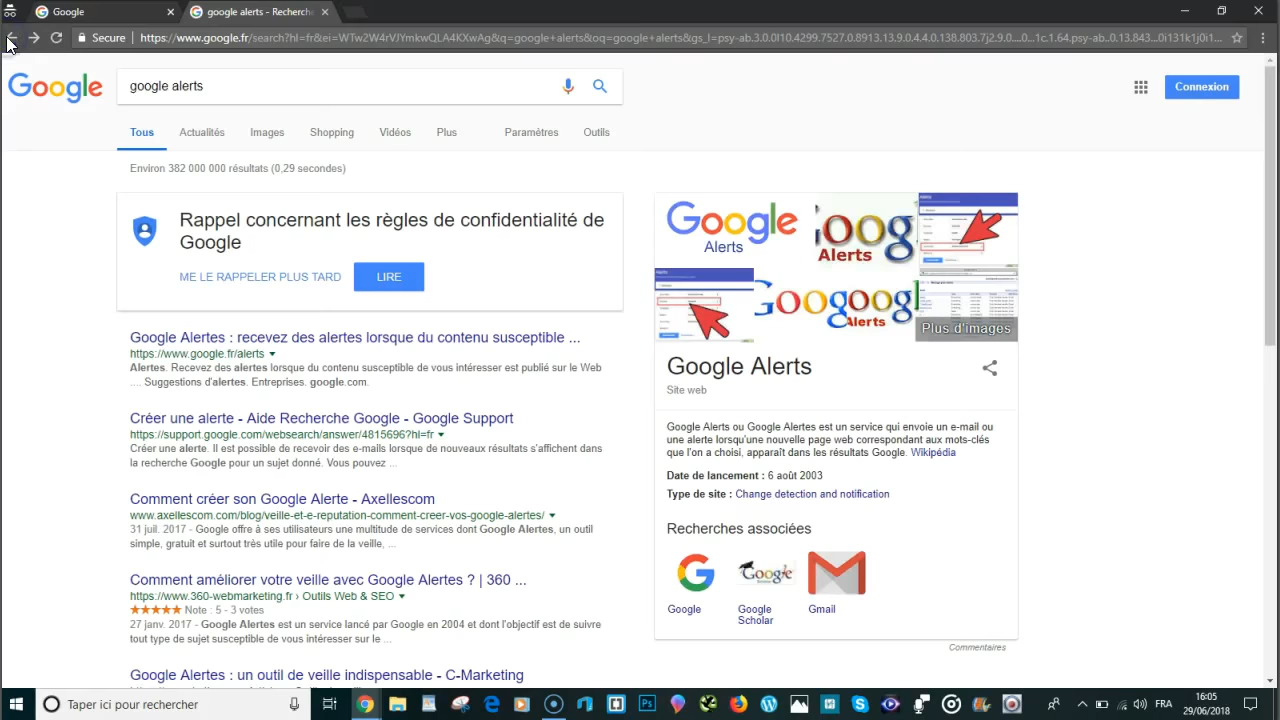 Google
google alerts - Recherche
Secure | https://www.google.fr/search?hl=fr&ei=WTw2W4rVJYmkwQLA4KXwAg&q=google+alerts&oq=google+alerts&gs_l=psy-ab.3.0.0l10.4299.7527.0.8913.13.9.0.4.4.0.138.803.7j2.9.0....0...1c.1.64.psy-ab..0.13.843...0i131k1j0i1...
Google
google alerts
Connexion
Tous Actualités Images Shopping Vidéos Plus Paramètres Outils
Environ 382 000 000 résultats (0,29 secondes)
Rappel concernant les règles de confidentialité de
Google
ME LE RAPPELER PLUS TARD LIRE
Google Alertes : recevez des alertes lorsque du contenu susceptible ...
https://www.google.fr/alerts
Alertes. Recevez des alertes lorsque du contenu susceptible de vous intéresser est publié sur le Web
.... Suggestions d'alertes. Entreprises. google.com.
Créer une alerte - Aide Recherche Google - Google Support
https://support.google.com/websearch/answer/4815696?hl=fr
Créer une alerte. Il est possible de recevoir des e-mails lorsque de nouveaux résultats s'affichent dans
la recherche Google pour un sujet donné. Vous pouvez ...
Comment créer son Google Alerte - Axellescom
www.axellescom.com/blog/veille-et-e-reputation-comment-creer-vos-google-alertes/
31 juil. 2017 - Google offre à ses utilisateurs une multitude de services dont Google Alertes, un outil
simple, gratuit et surtout très utile pour faire de la veille, ...
Comment améliorer votre veille avec Google Alertes ? | 360 ...
https://www.360-webmarketing.fr › Outils Web & SEO
Note : 5 - 3 votes
27 janv. 2017 - Google Alertes est un service lancé par Google en 2004 et dont l'objectif est de suivre
tout type de sujet susceptible de vous intéresser sur le ...
Google Alertes : un outil de veille indispensable - C-Marketing
Google
Alerts
Alerts
Alerts
Plus d'images
Google Alerts
Site web
Google Alerts ou Google Alertes est un service qui envoie un e-mail ou
une alerte lorsqu'une nouvelle page web correspondant aux mots-clés
que l'on a choisi, apparaît dans les résultats Google. Wikipédia
Date de lancement : 6 août 2003
Type de site : Change detection and notification
Recherches associées
Google
Google
Google
Scholar
Gmail
Commentaires
Taper ici pour rechercher
FRA
16:05
29/06/2018